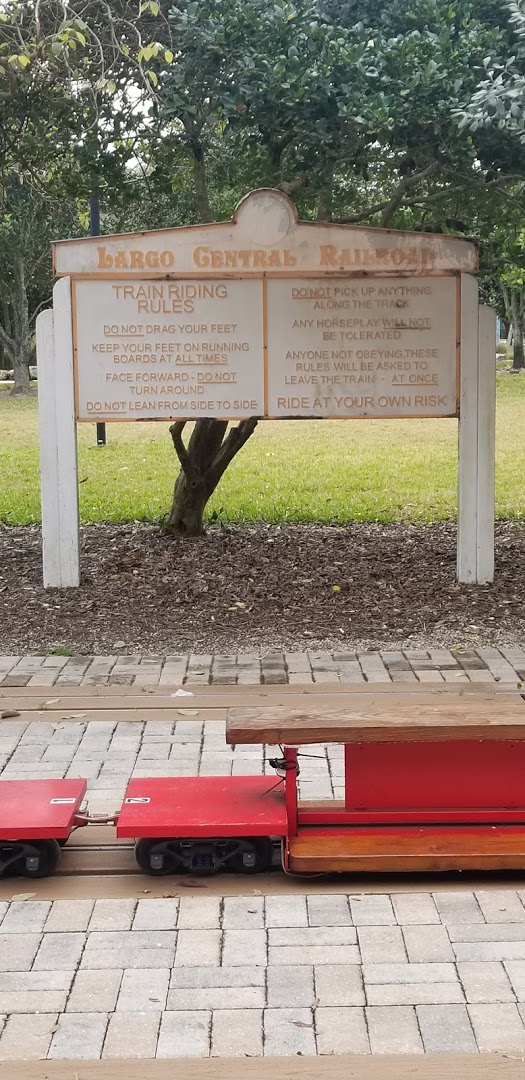 LARGO CENTRAL RAILROAD
TRAIN RIDING
RULES
DO NOT DRAG YOUR FEET
KEEP YOUR FEET ON RUNNING
BOARDS AT ALL TIMES
FACE FORWARD - DO NOT
TURN AROUND
DO NOT LEAN FROM SIDE TO SIDE
DO NOT PICK UP ANYTHING
ALONG THE TRACK
ANY HORSEPLAY WILL NOT
BE TOLERATED
ANYONE NOT OBEYING THESE
RULES WILL BE ASKED TO
LEAVE THE TRAIN - AT ONCE
RIDE AT YOUR OWN RISK
1
2